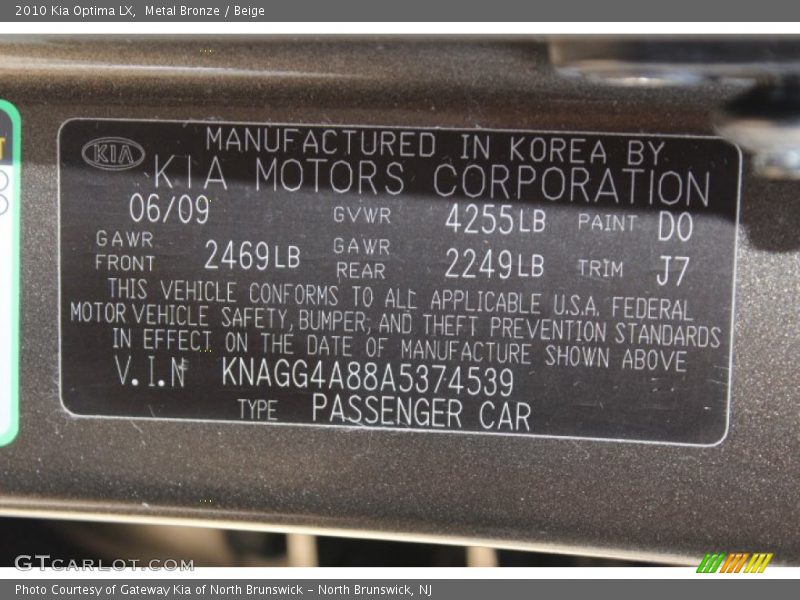 2010 Kia Optima LX, Metal Bronze / Beige
KIA
MANUFACTURED IN KOREA BY
KIA MOTORS CORPORATION
06/09 GVWR 4255LB PAINT D0
GAWR FRONT 2469LB GAWR REAR 2249LB TRIM J7
THIS VEHICLE CONFORMS TO ALL APPLICABLE U.S.A. FEDERAL
MOTOR VEHICLE SAFETY, BUMPER, AND THEFT PREVENTION STANDARDS
IN EFFECT ON THE DATE OF MANUFACTURE SHOWN ABOVE
V.I.N KNAGG4A88A5374539
TYPE PASSENGER CAR
GTCARLOT.COM
Photo Courtesy of Gateway Kia of North Brunswick - North Brunswick, NJ